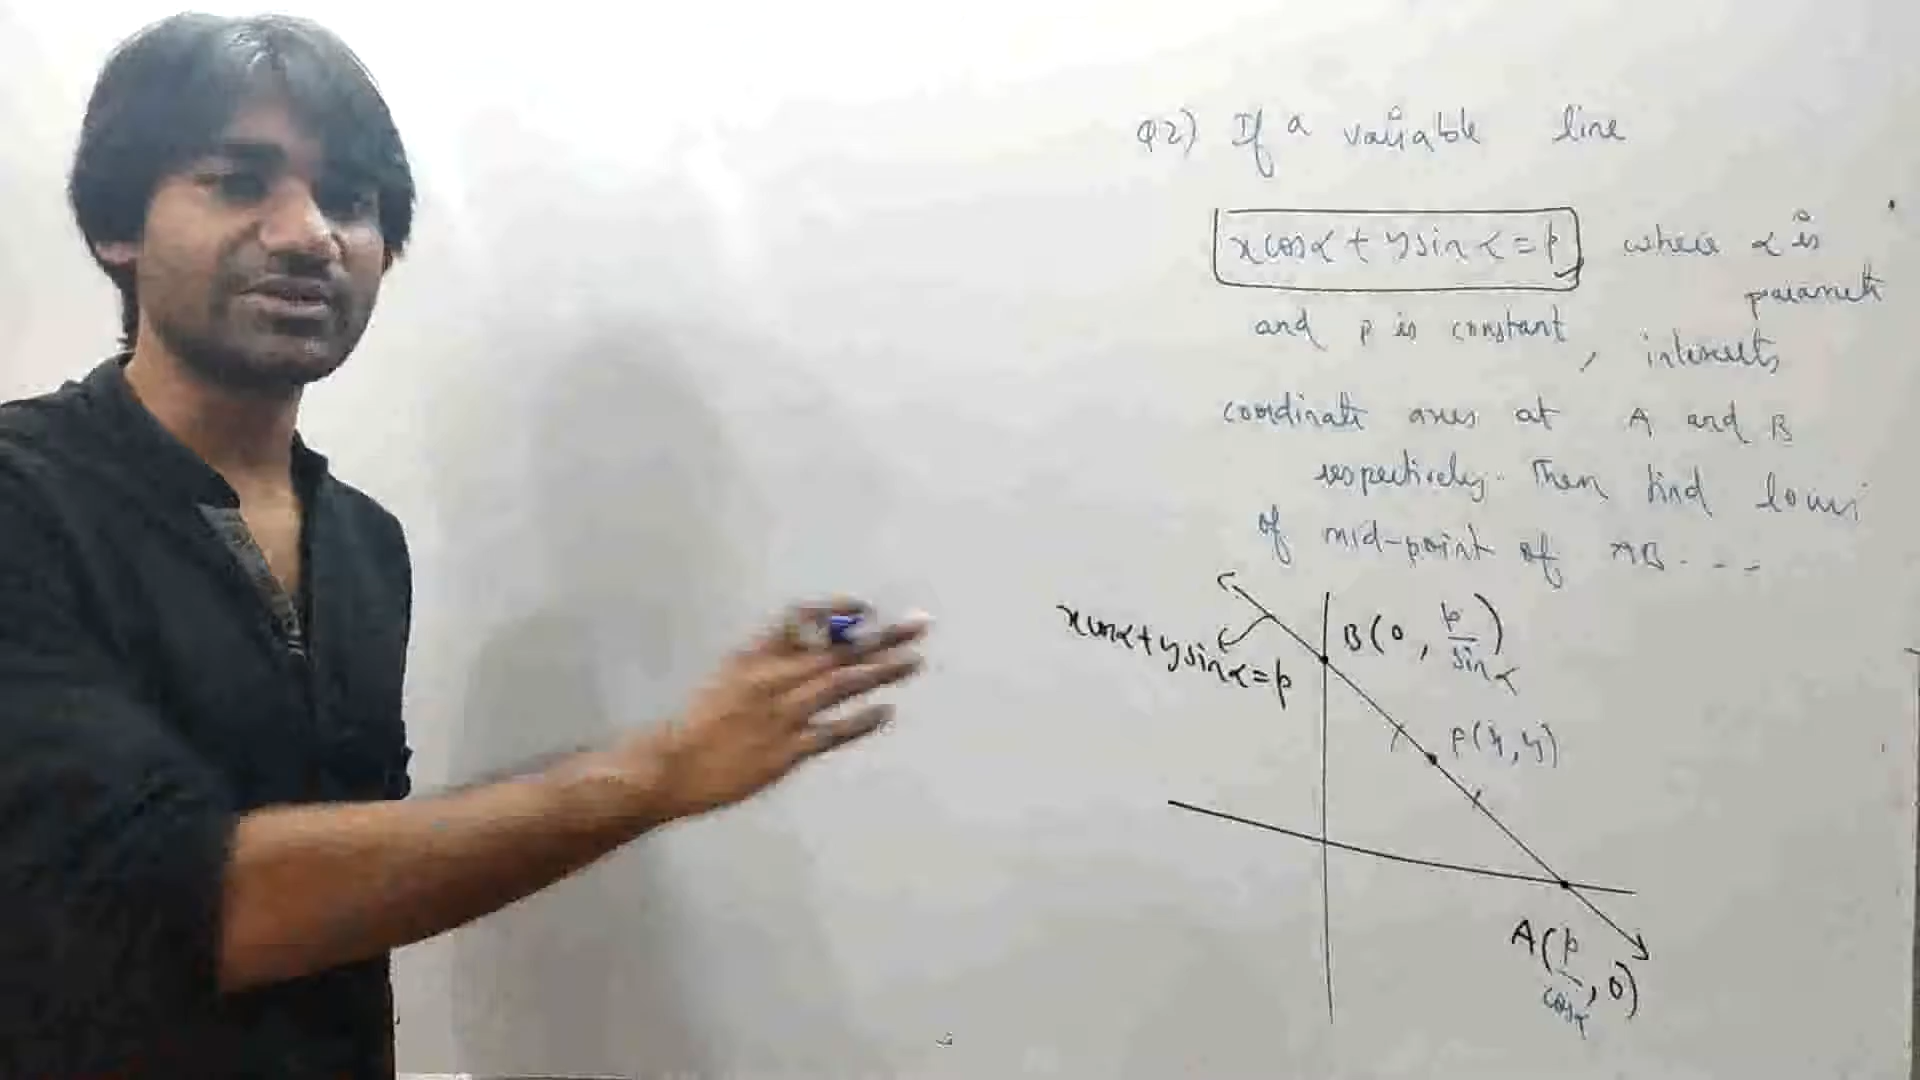 Q2) If a variable line
x cosα + y sinα = p where α is
paramet
and p is constant, intersects
coordinate axes at A and B
respectively. Then find locus
of mid-point of AB...
B(0, p/sinα)
x cosα + y sinα = p
P(x, y)
A(p/cosα, 0)